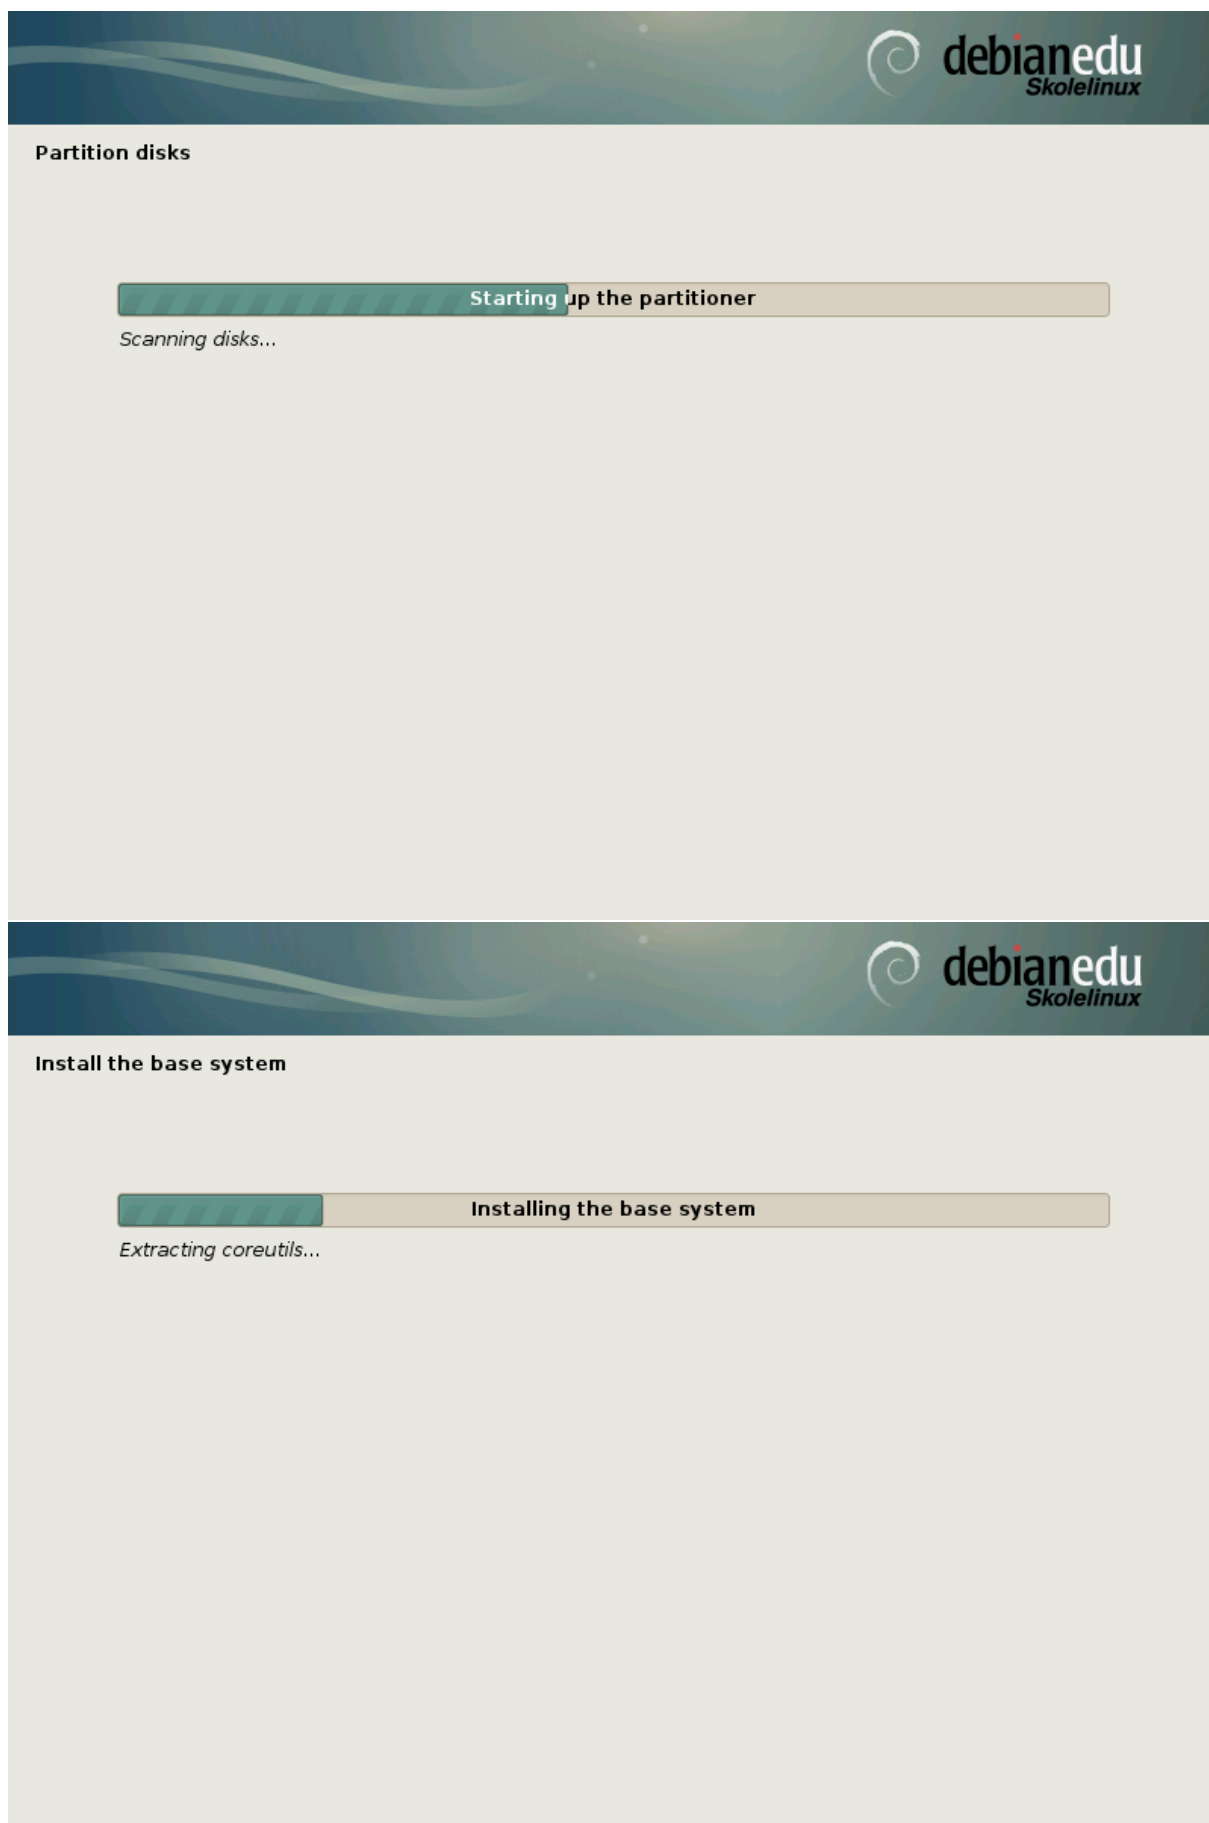 debianedu
Skolelinux
Partition disks
Starting up the partitioner
Scanning disks...
debianedu
Skolelinux
Install the base system
Installing the base system
Extracting coreutils...